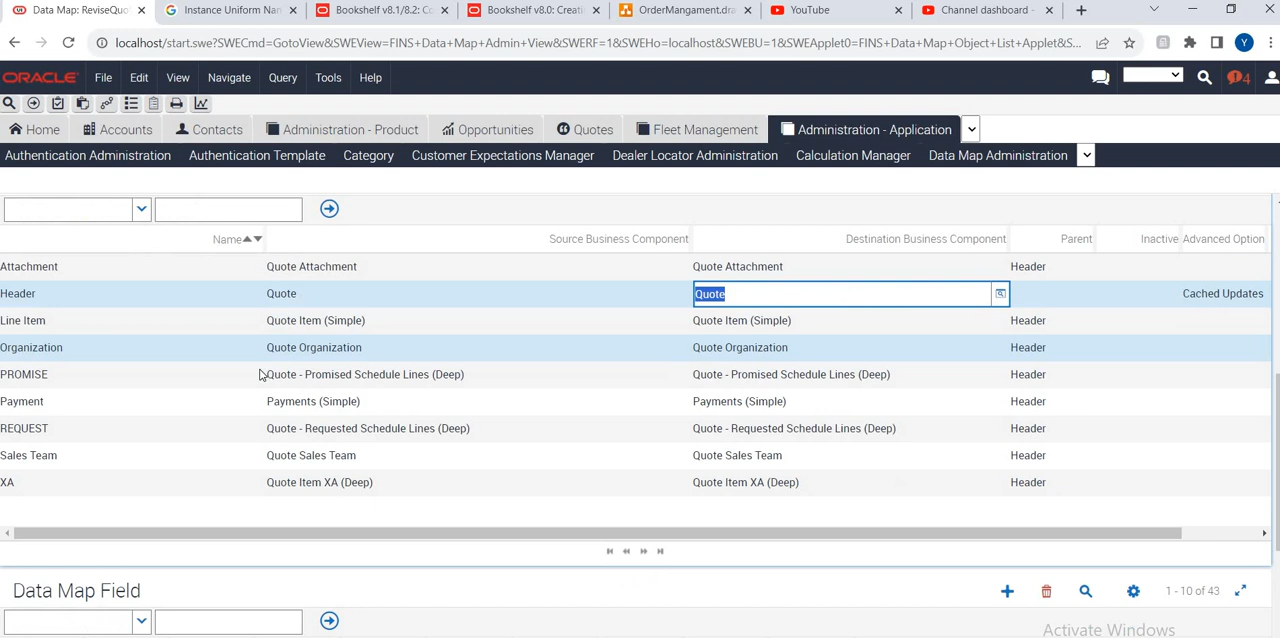 Data Map: ReviseQuo
Instance Uniform Nam
Bookshelf v8.1/8.2: Co
Bookshelf v8.0: Creati
OrderMangament.dra
YouTube
Channel dashboard -
localhost/start.swe?SWECmd=GotoView&SWEView=FINS+Data+Map+Admin+View&SWERF=1&SWEHo=localhost&SWEBU=1&SWEApplet0=FINS+Data+Map+Object+List+Applet&S...
Y
ORACLE File Edit View Navigate Query Tools Help 4
Home Accounts Contacts Administration - Product Opportunities Quotes Fleet Management Administration - Application
Authentication Administration Authentication Template Category Customer Expectations Manager Dealer Locator Administration Calculation Manager Data Map Administration
Name Source Business Component Destination Business Component Parent Inactive Advanced Option
Attachment Quote Attachment Quote Attachment Header
Header Quote Quote Cached Updates
Line Item Quote Item (Simple) Quote Item (Simple) Header
Organization Quote Organization Quote Organization Header
PROMISE Quote - Promised Schedule Lines (Deep) Quote - Promised Schedule Lines (Deep) Header
Payment Payments (Simple) Payments (Simple) Header
REQUEST Quote - Requested Schedule Lines (Deep) Quote - Requested Schedule Lines (Deep) Header
Sales Team Quote Sales Team Quote Sales Team Header
XA Quote Item XA (Deep) Quote Item XA (Deep) Header
Data Map Field 1 - 10 of 43
Activate Windows